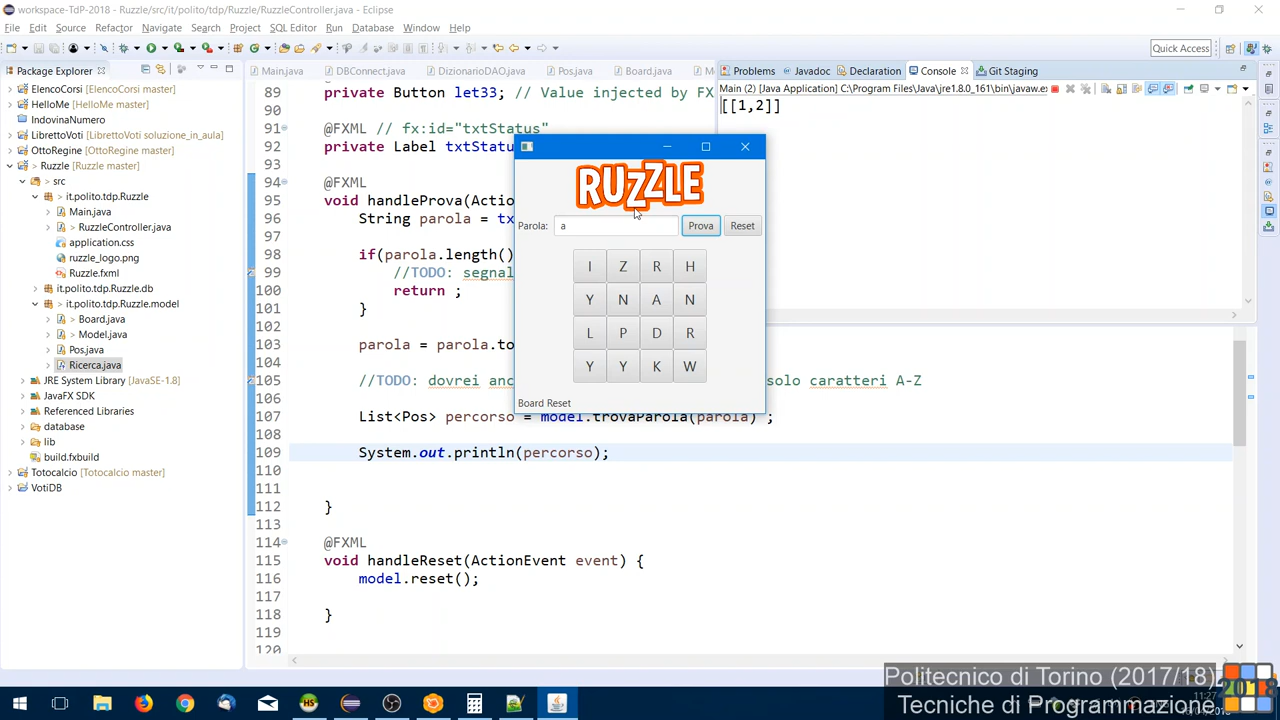 workspace-TdP-2018 - Ruzzle/src/it/polito/tdp/Ruzzle/RuzzleController.java - Eclipse
File Edit Source Refactor Navigate Search Project SQL Editor Run Database Window Help
Quick Access
Package Explorer
Main.java DBConnect.java DizionarioDAO.java Pos.java Board.java
Problems Javadoc Declaration Console Git Staging
ElencoCorsi [ElencoCorsi master]
HelloMe [HelloMe master]
IndovinaNumero
LibrettoVoti [LibrettoVoti soluzione_in_aula]
OttoRegine [OttoRegine master]
Ruzzle [Ruzzle master]
src
it.polito.tdp.Ruzzle
Main.java
RuzzleController.java
application.css
ruzzle_logo.png
Ruzzle.fxml
it.polito.tdp.Ruzzle.db
it.polito.tdp.Ruzzle.model
Board.java
Model.java
Pos.java
Ricerca.java
JRE System Library [JavaSE-1.8]
JavaFX SDK
Referenced Libraries
database
lib
build.fxbuild
Totocalcio [Totocalcio master]
VotiDB
89 private Button let33; // Value injected by FX
90
91 @FXML // fx:id="txtStatus"
92 private Label txtStatu
93
94 @FXML
95 void handleProva(Actio
96 String parola = tx
97
98 if(parola.length()
99 //TODO: segnal
100 return ;
101 }
102
103 parola = parola.to
104
105 //TODO: dovrei anc solo caratteri A-Z
106
107 List<Pos> percorso = model.trovaParola(parola) ;
108
109 System.out.println(percorso);
110
111
112 }
113
114 @FXML
115 void handleReset(ActionEvent event) {
116 model.reset();
117
118 }
119
120
Main (2) [Java Application] C:\Program Files\Java\jre1.8.0_161\bin\javaw.ex
[[1,2]]
RUZZLE
Parola: a Prova Reset
I Z R H
Y N A N
L P D R
Y Y K W
Board Reset
Politecnico di Torino (2017/18)
Tecniche di Programmazione
2018
11:27